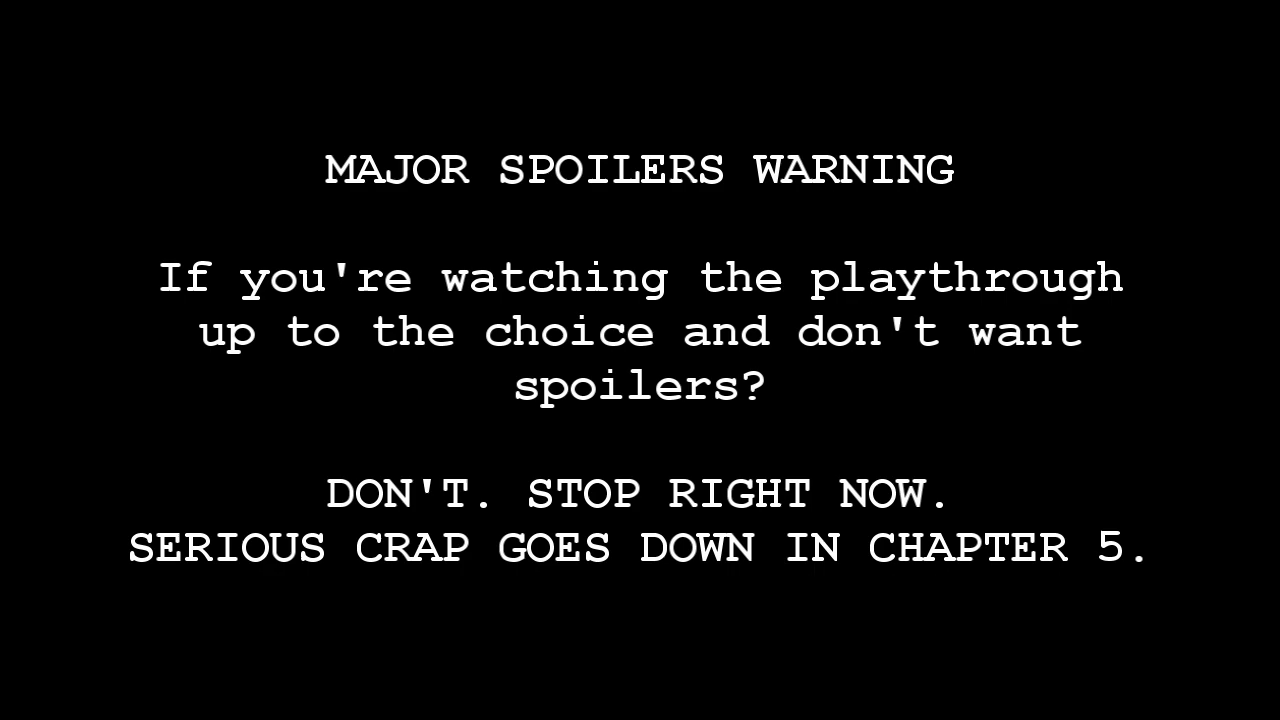 MAJOR SPOILERS WARNING
If you're watching the playthrough
up to the choice and don't want
spoilers?
DON'T. STOP RIGHT NOW.
SERIOUS CRAP GOES DOWN IN CHAPTER 5.